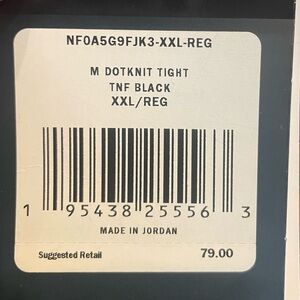 NF0A5G9FJK3-XXL-REG
M DOTKNIT TIGHT
TNF BLACK
XXL/REG
1 95438 25556 3
MADE IN JORDAN
Suggested Retail 79.00